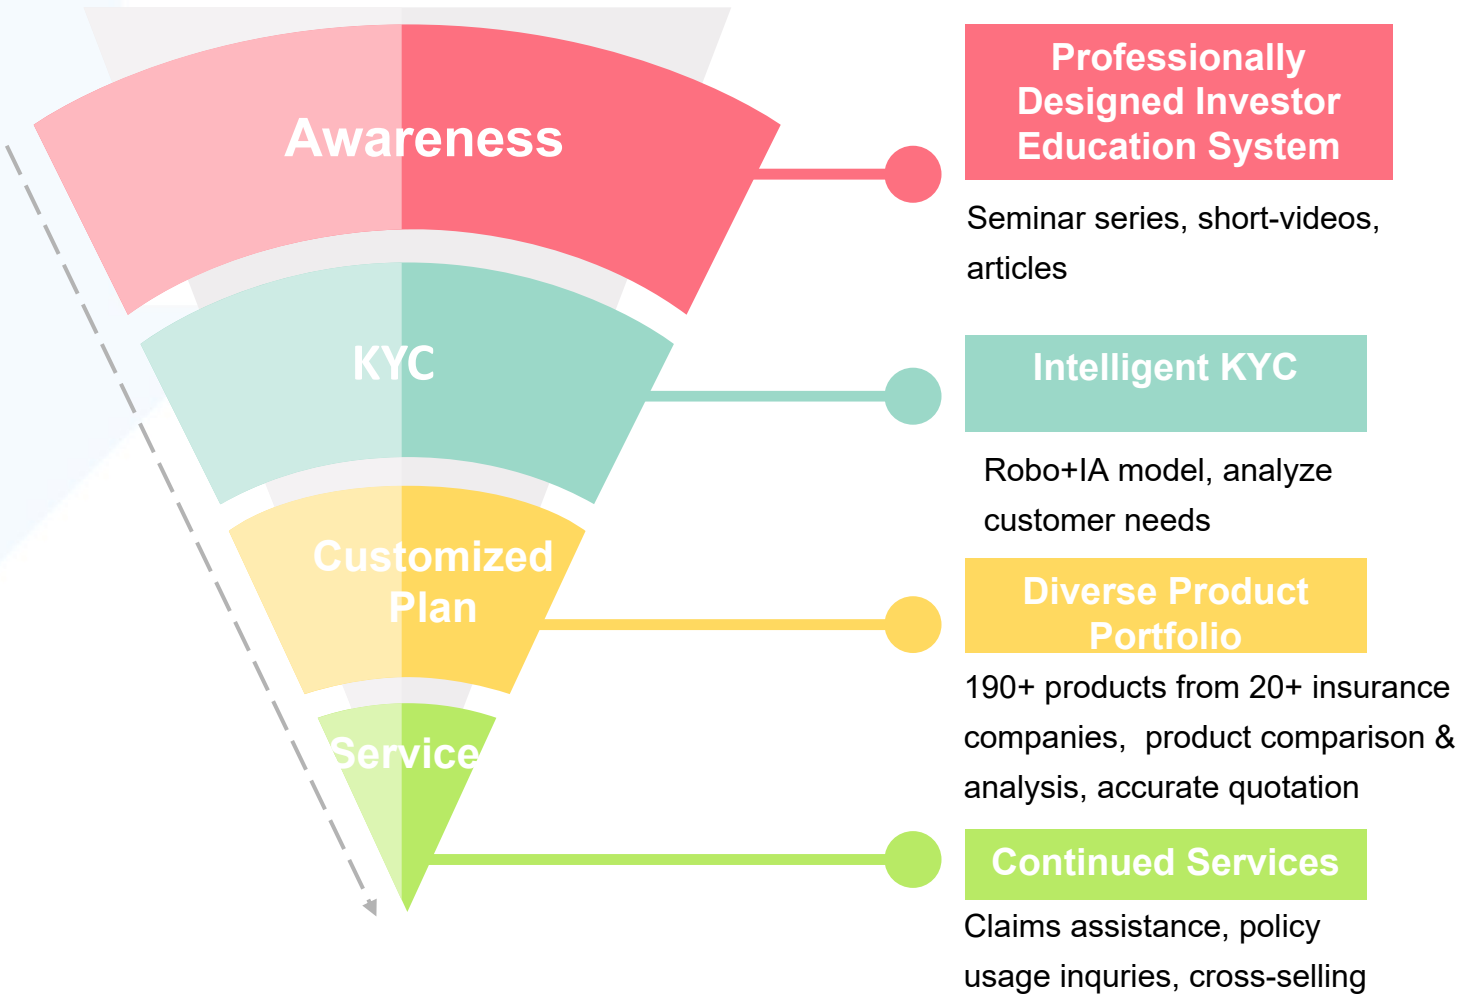 Awareness
Professionally
Designed Investor
Education System
Seminar series, short-videos,
articles
KYC
Intelligent KYC
Robo+IA model, analyze
customer needs
Customized
Plan
Diverse Product
Portfolio
190+ products from 20+ insurance
companies,  product comparison &
analysis, accurate quotation
Service
Continued Services
Claims assistance, policy
usage inquries, cross-selling